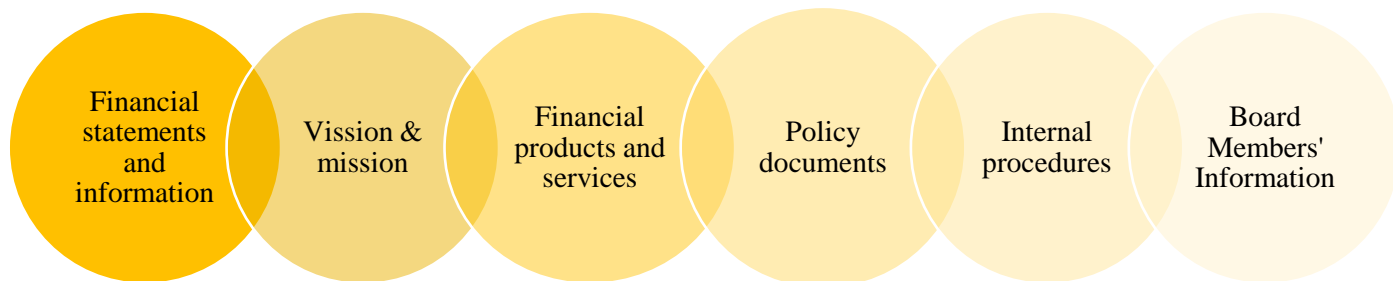 Financial
statements
and
information
Vission &
mission
Financial
products and
services
Policy
documents
Internal
procedures
Board
Members'
Information